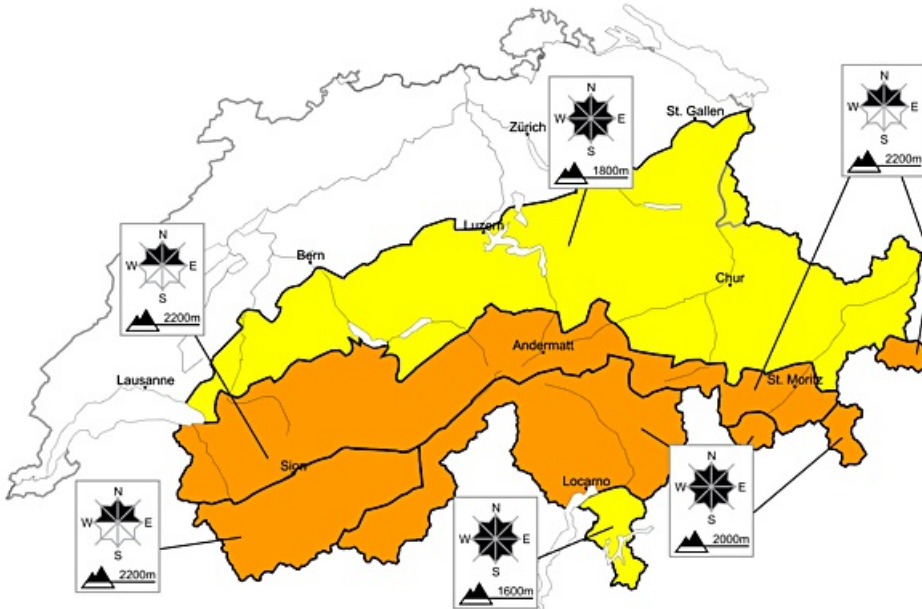 N
W E
S
1800m
Zürich
St. Gallen
N
W E
S
2200m
N
W E
S
2200m
Luzern
Bern
Chur
Andermatt
Lausanne
St. Moritz
Sion
Locarno
N
W E
S
2200m
N
W E
S
1600m
N
W E
S
2000m